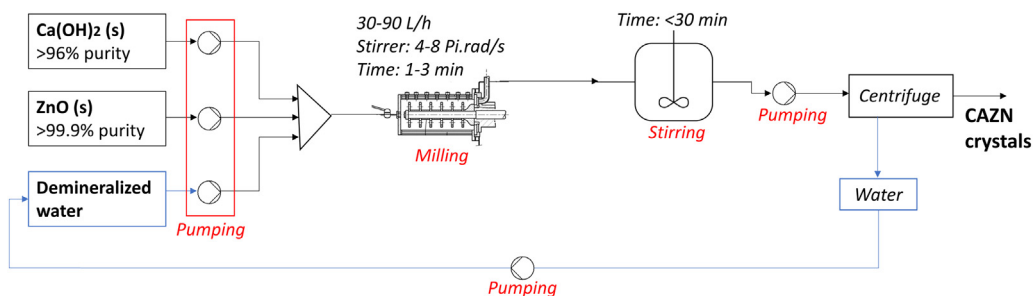 Ca(OH)2 (s)
>96% purity
ZnO (s)
>99.9% purity
Demineralized
water
Pumping
30-90 L/h
Stirrer: 4-8 Pi.rad/s
Time: 1-3 min
Milling
Time: <30 min
Stirring
Pumping
Centrifuge
CAZN
crystals
Water
Pumping